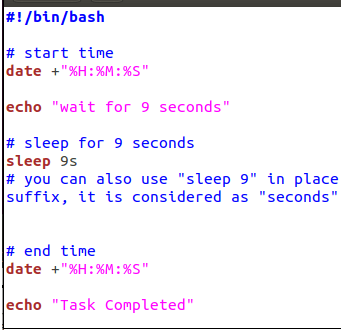 #!/bin/bash
# start time
date +"%H:%M:%S"
echo "wait for 9 seconds"
# sleep for 9 seconds
sleep 9s
# you can also use "sleep 9" in place
suffix, it is considered as "seconds"
# end time
date +"%H:%M:%S"
echo "Task Completed"